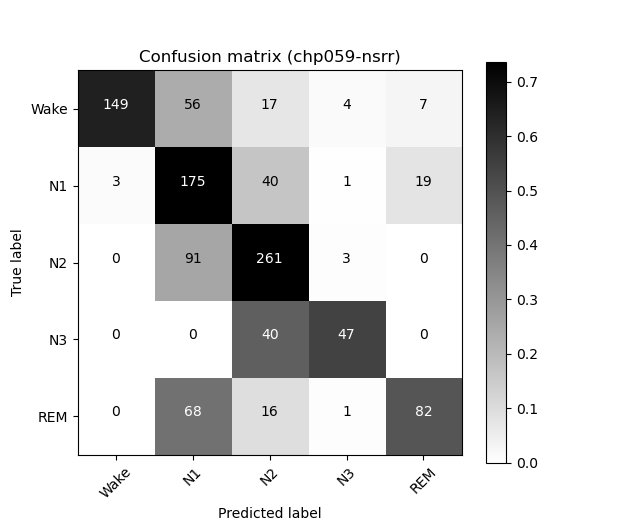 Confusion matrix (chp059-nsrr)
True label
Wake 149 56 17 4 7
N1 3 175 40 1 19
N2 0 91 261 3 0
N3 0 0 40 47 0
REM 0 68 16 1 82
Wake N1 N2 N3 REM
Predicted label
0.7
0.6
0.5
0.4
0.3
0.2
0.1
0.0